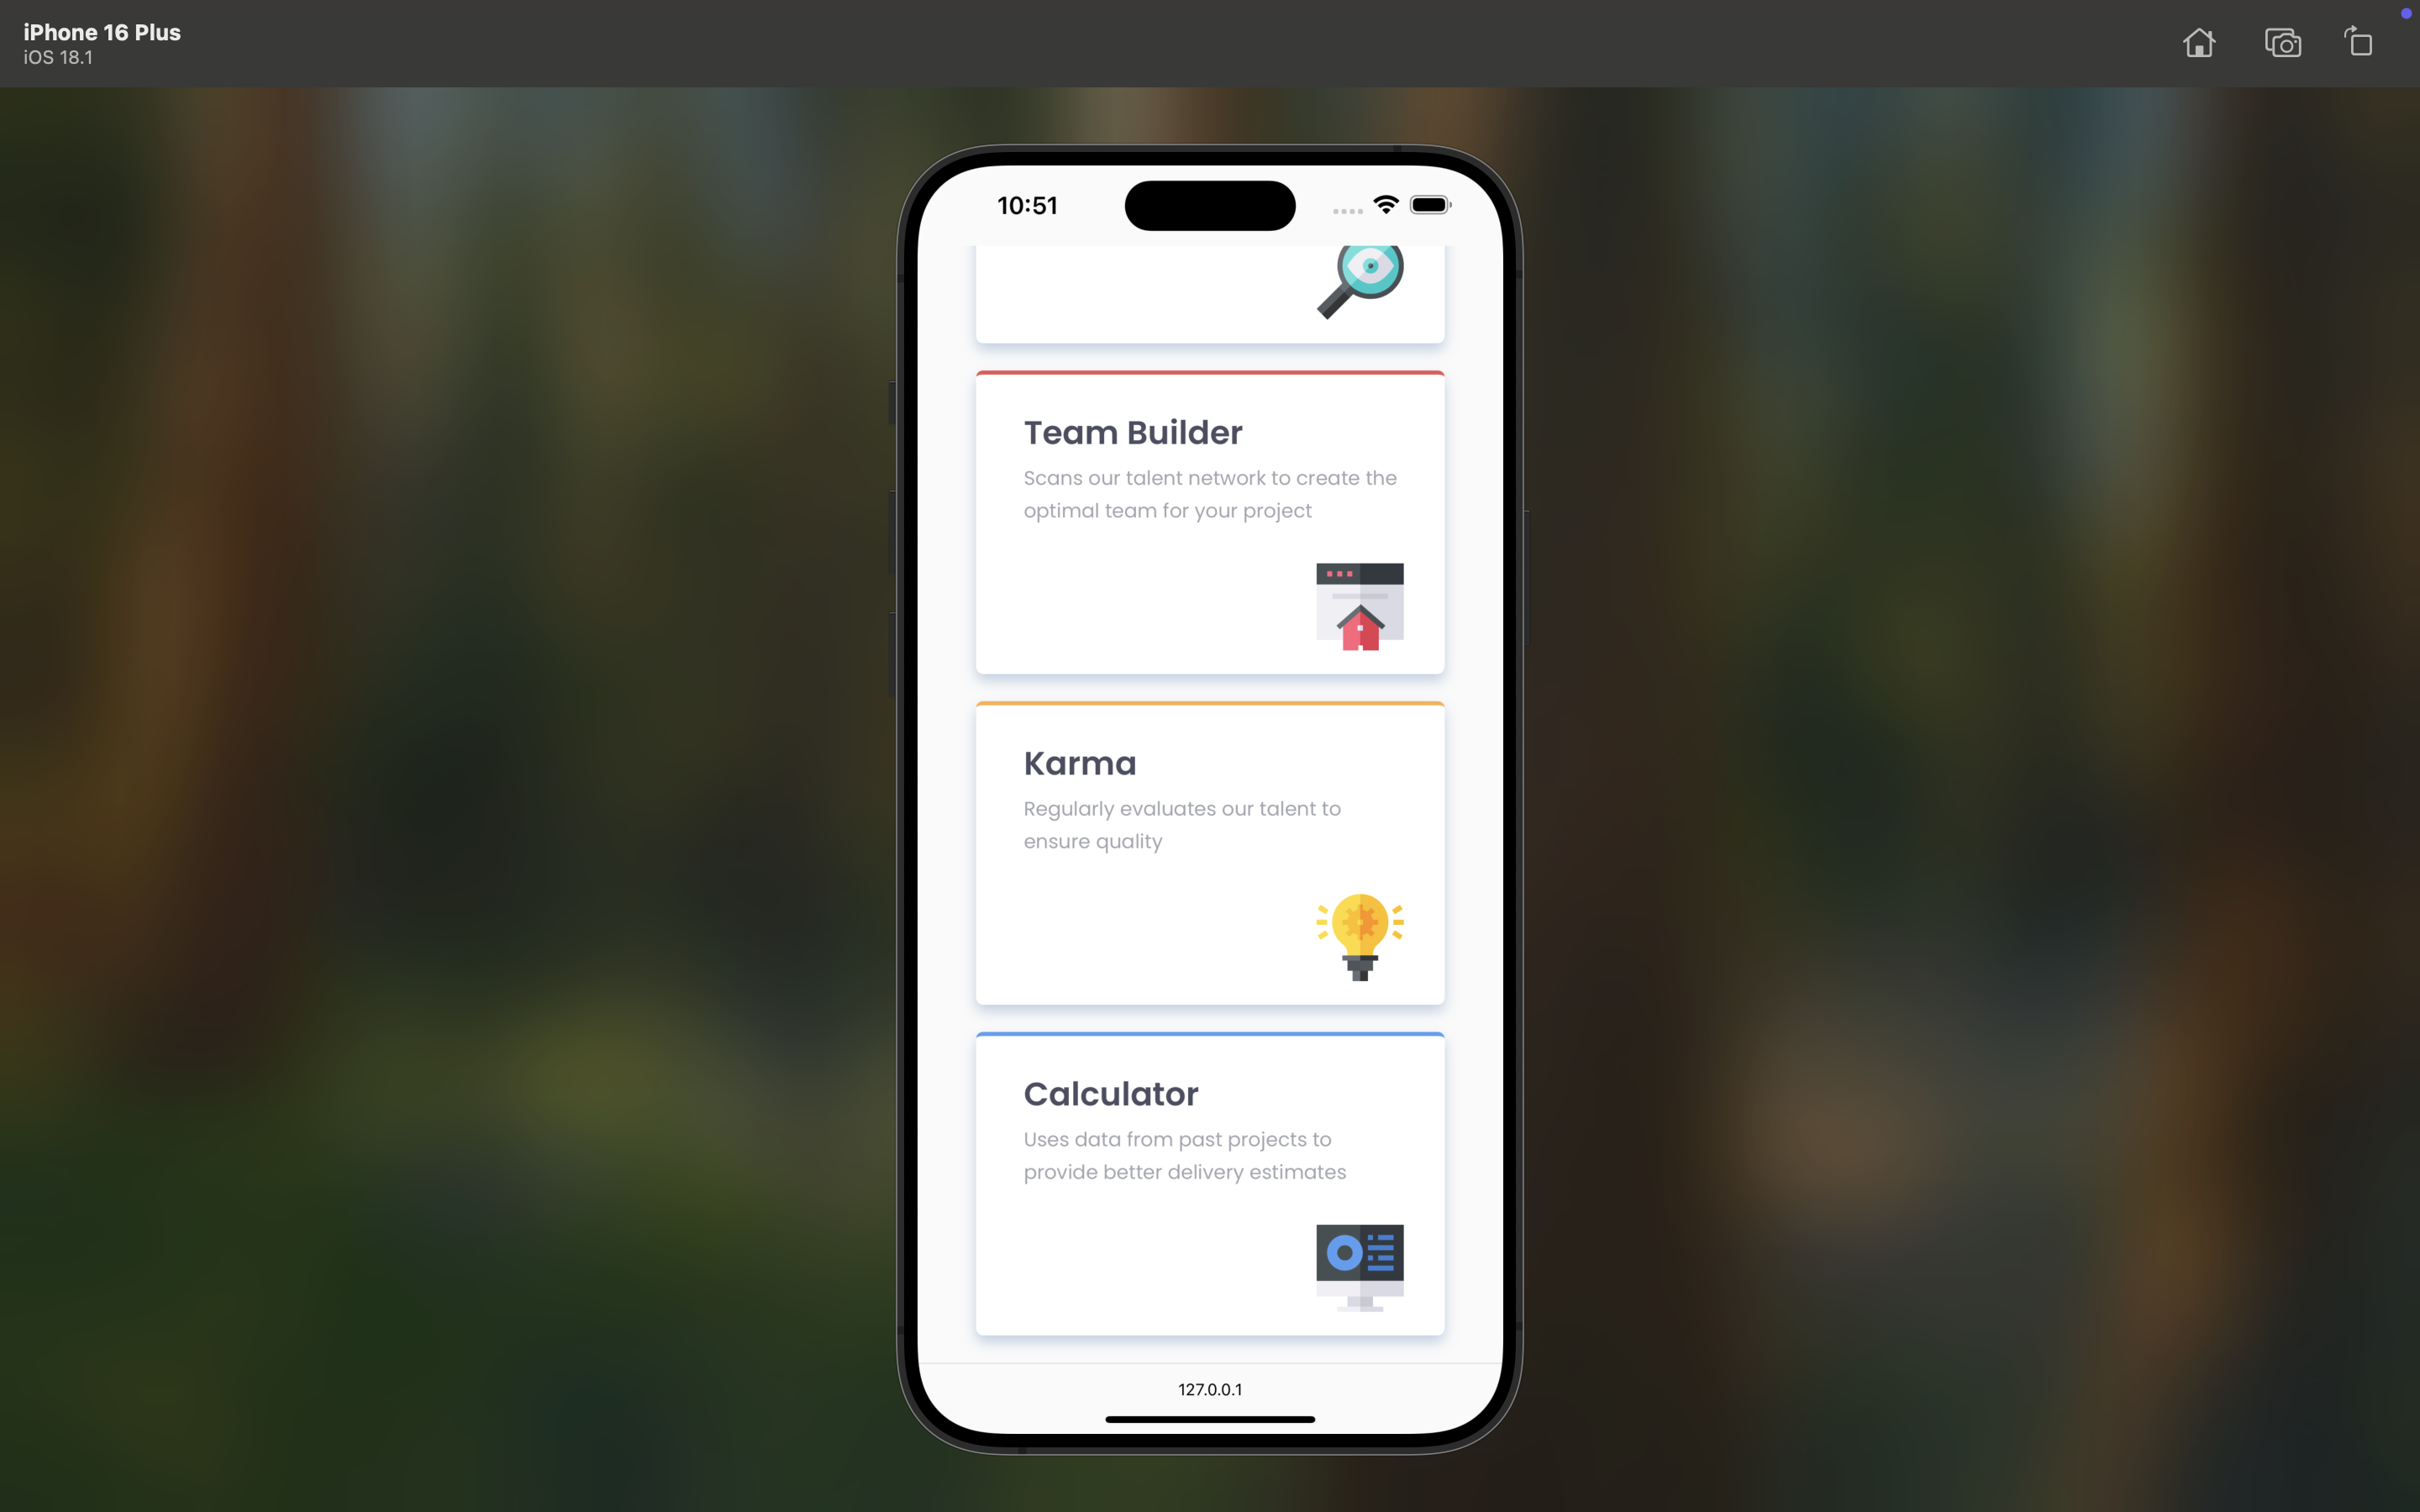 iPhone 16 Plus
iOS 18.1
10:51
Team Builder
Scans our talent network to create the
optimal team for your project
Karma
Regularly evaluates our talent to
ensure quality
Calculator
Uses data from past projects to
provide better delivery estimates
127.0.0.1